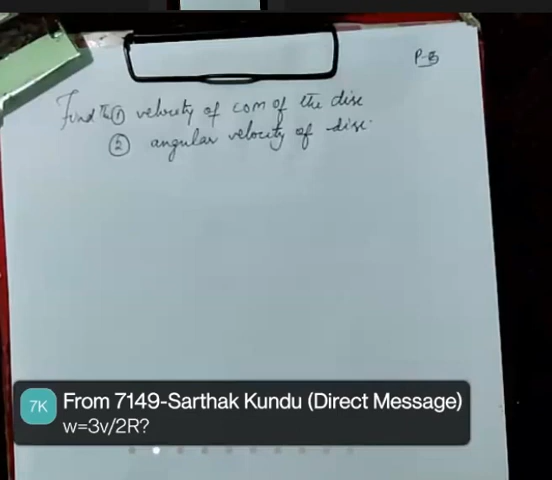 P-B
Find the ① velocity of com of the disc
② angular velocity of disc.
7K
From 7149-Sarthak Kundu (Direct Message)
w=3v/2R?